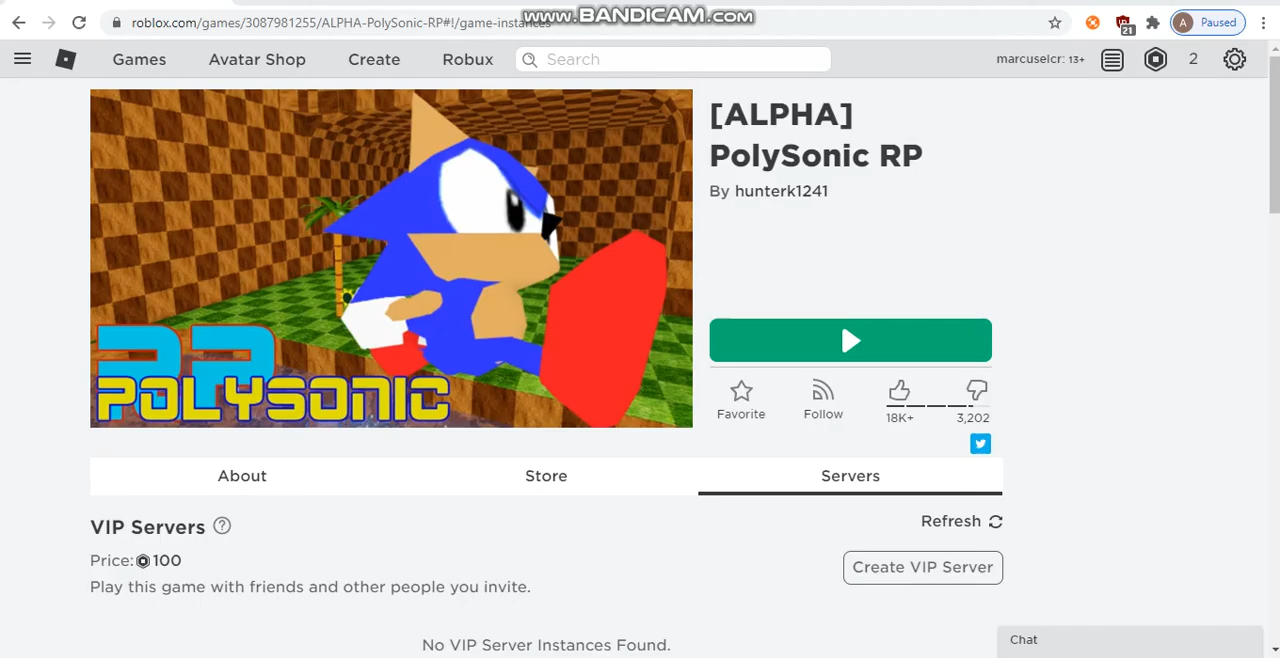 www.BANDICAM.com
roblox.com/games/3087981255/ALPHA-PolySonic-RP#!/game-instances
21
A Paused
Games Avatar Shop Create Robux Search marcuselcr: 13+ 2
[ALPHA]
PolySonic RP
By hunterk1241
RP
POLYSONIC
Favorite Follow 18K+ 3,202
About Store Servers
VIP Servers ? Refresh
Price: 100
Create VIP Server
Play this game with friends and other people you invite.
No VIP Server Instances Found.
Chat